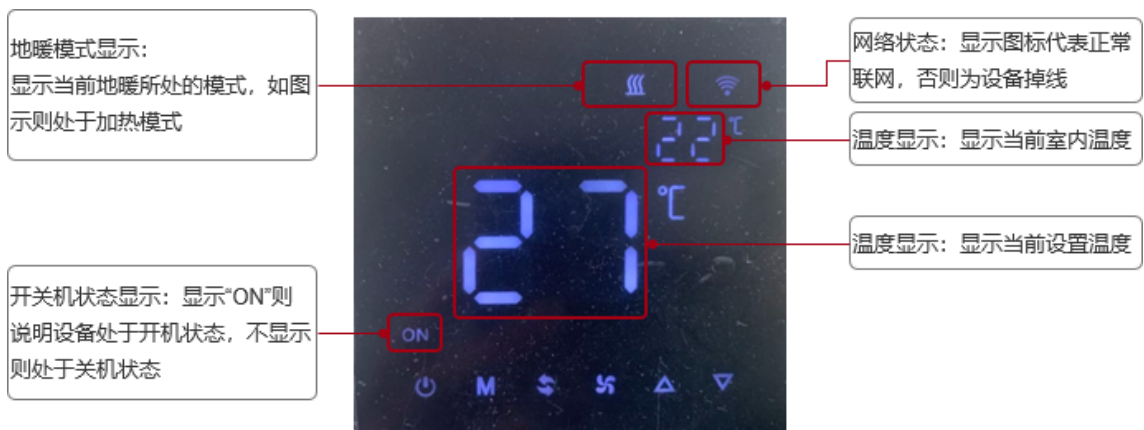 地暖模式显示：
显示当前地暖所处的模式，如图
示则处于加热模式
网络状态：显示图标代表正常
联网，否则为设备掉线
22℃
温度显示：显示当前室内温度
27℃
温度显示：显示当前设置温度
开关机状态显示：显示“ON”则
说明设备处于开机状态，不显示
则处于关机状态
ON
M